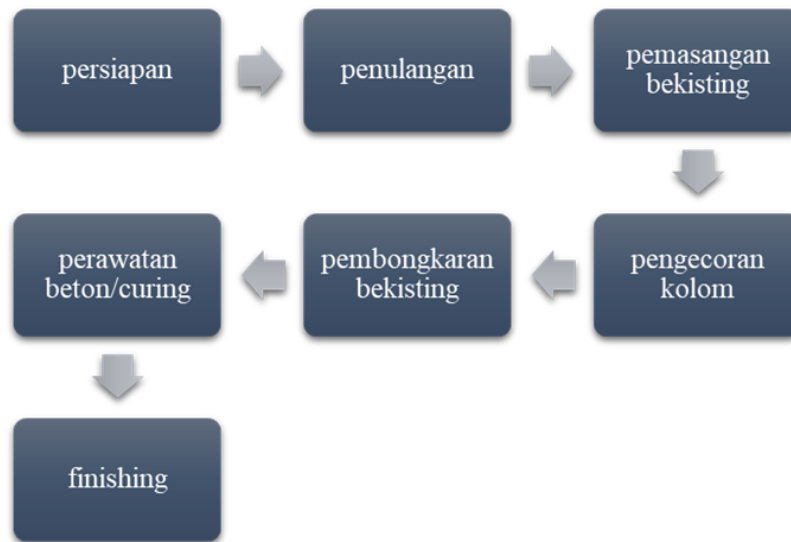 persiapan
penulangan
pemasangan
bekisting
pengecoran
kolom
pembongkaran
bekisting
perawatan
beton/curing
finishing